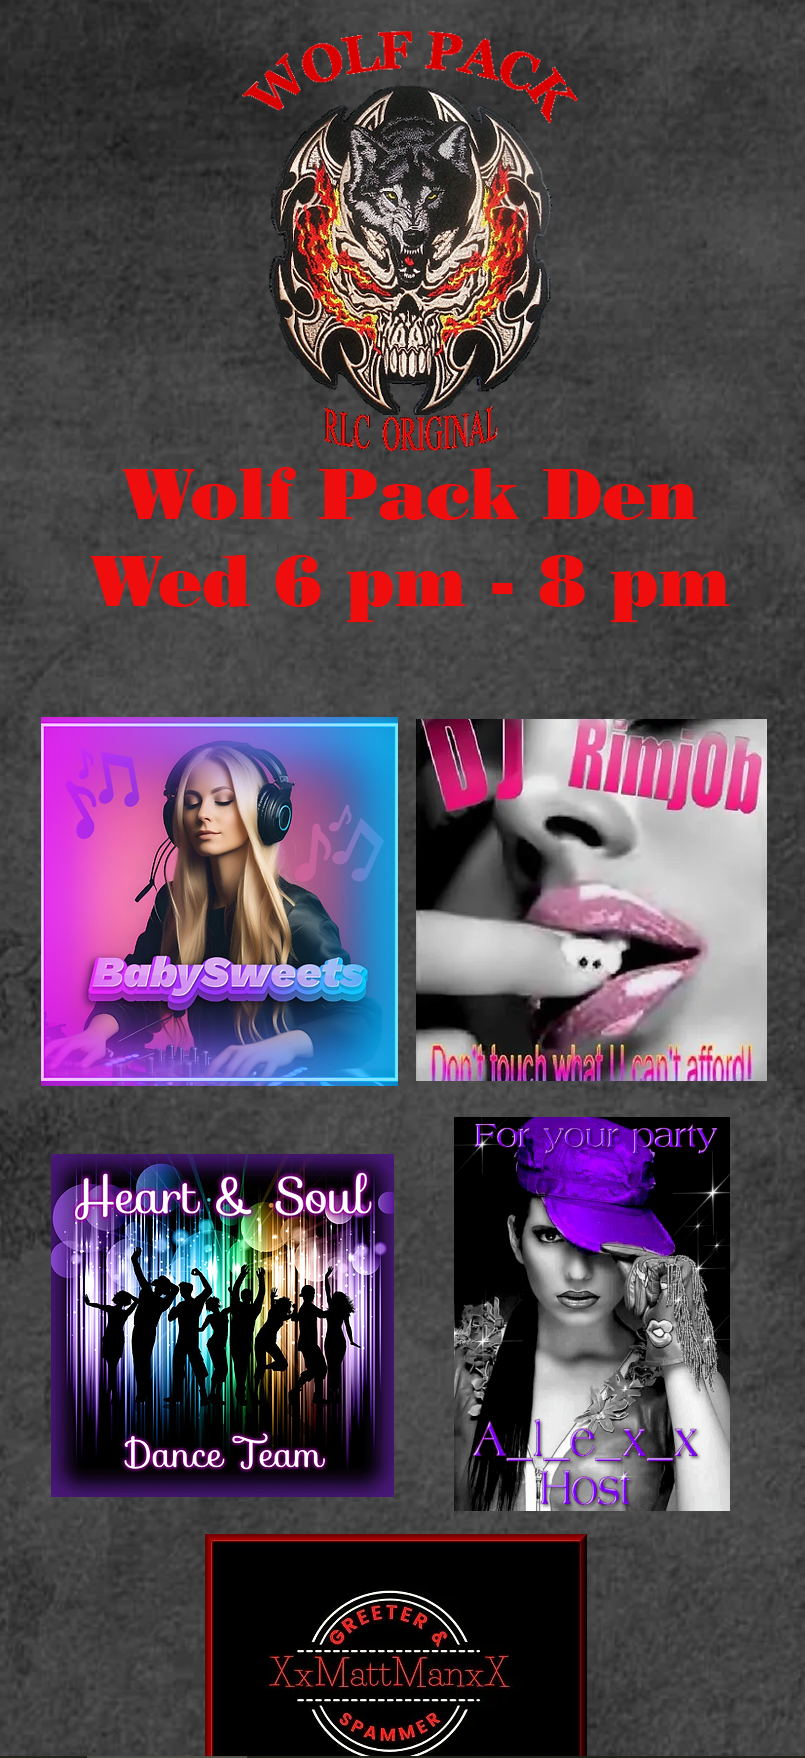 WOLF PACK
RLC ORIGINAL
Wolf Pack Den
Wed 6 pm - 8 pm
BabySweets
DJ Rimj0b
Don't touch what U can't afford!
Heart & Soul
Dance Team
For your party
A_l_e_x_x
Host
GREETER &
XxMattManxX
SPAMMER